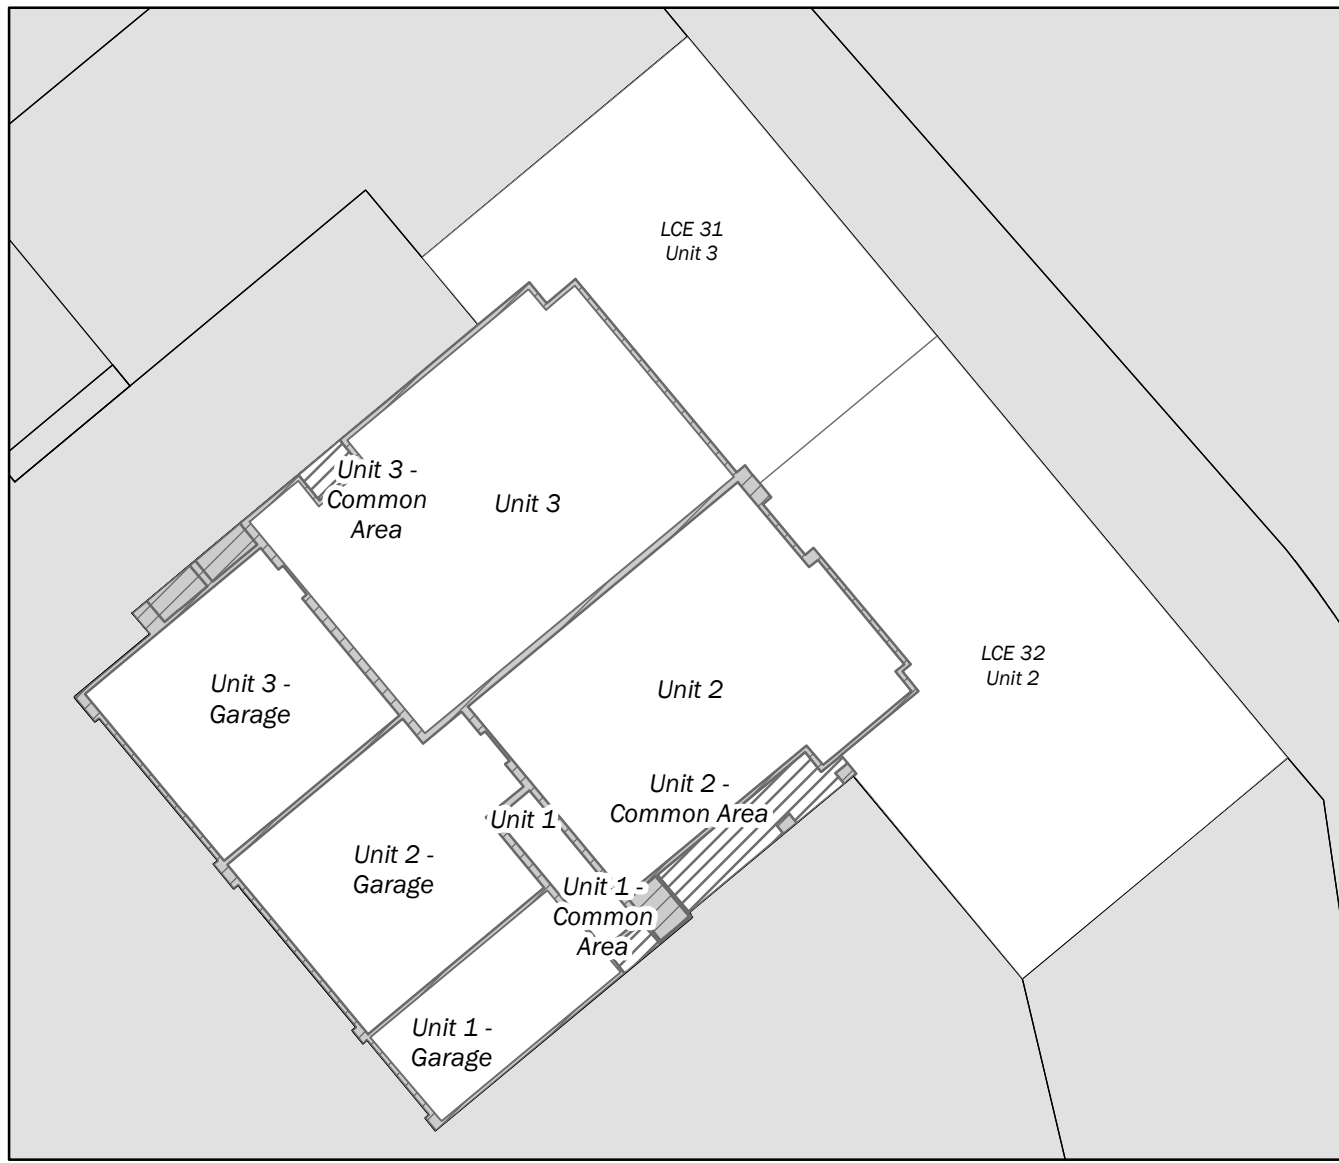 LCE 31
Unit 3
Unit 3 -
Common
Area
Unit 3
LCE 32
Unit 2
Unit 3 -
Garage
Unit 2
Unit 2 -
Common Area
Unit 1
Unit 2 -
Garage
Unit 1 -
Common
Area
Unit 1 -
Garage